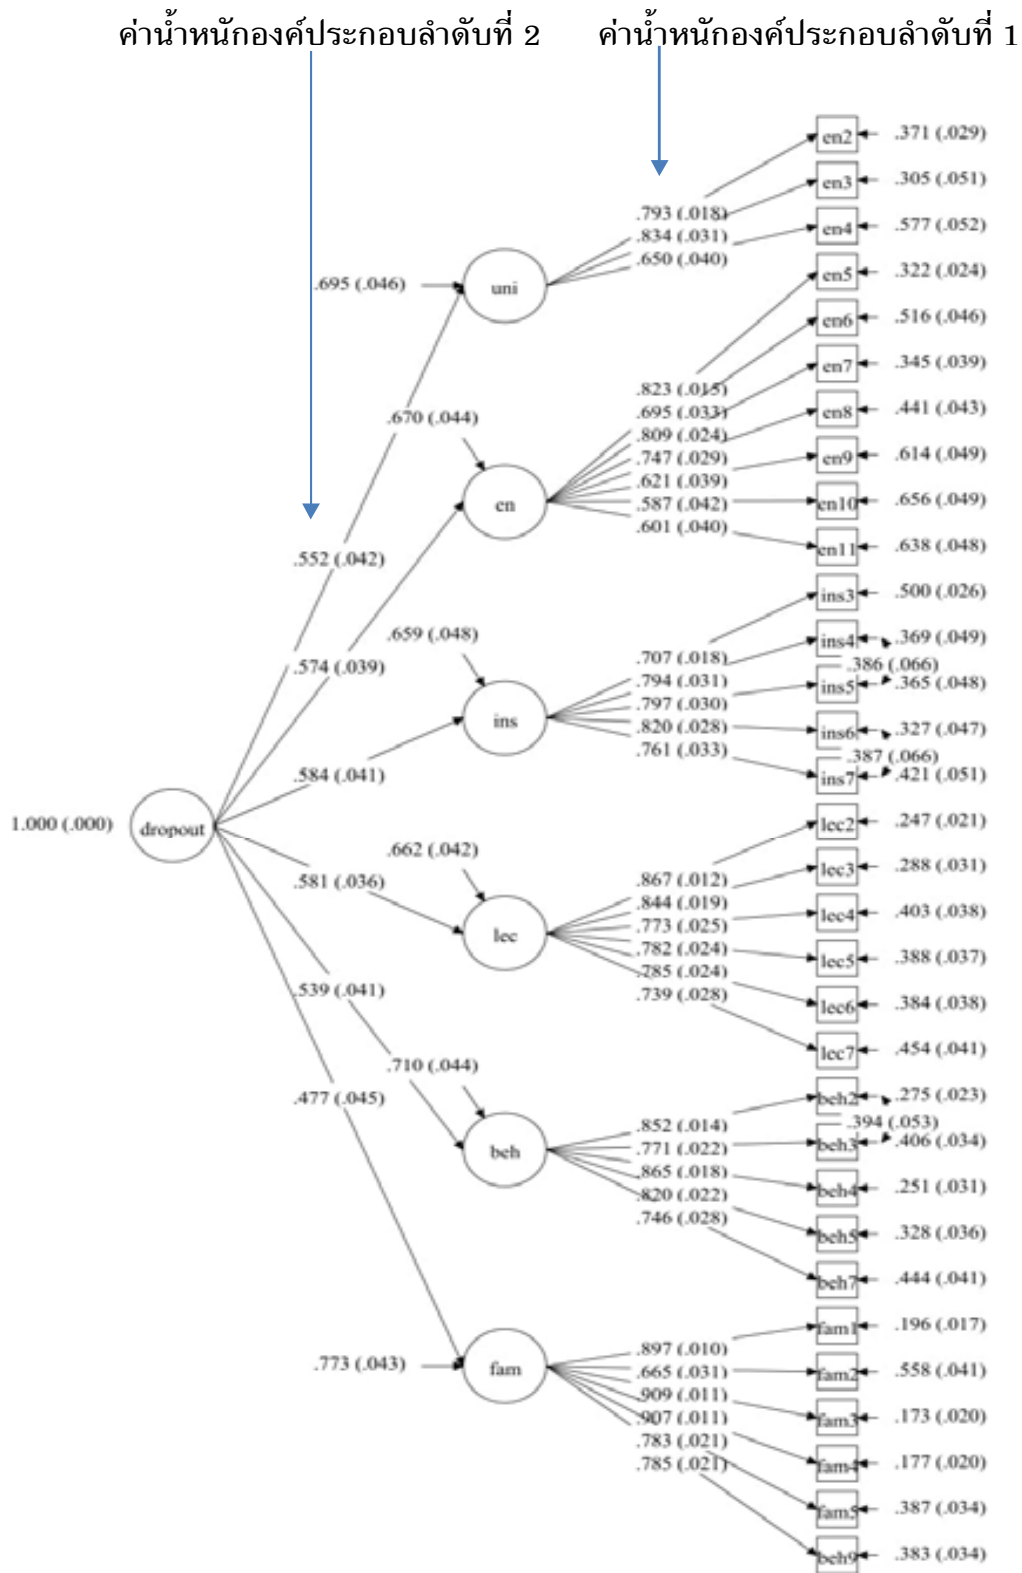 ค่าน้ำหนักองค์ประกอบลำดับที่ 2 ค่าน้ำหนักองค์ประกอบลำดับที่ 1
en2 .371 (.029)
en3 .305 (.051)
.793 (.018)
.834 (.031)
.650 (.040)
en4 .577 (.052)
en5 .322 (.024)
.695 (.046)
uni
en6 .516 (.046)
en7 .345 (.039)
.823 (.015)
.695 (.033)
.809 (.024)
.747 (.029)
.621 (.039)
.587 (.042)
.601 (.040)
.670 (.044)
en8 .441 (.043)
en9 .614 (.049)
en
en10 .656 (.049)
en11 .638 (.048)
.552 (.042)
ins3 .500 (.026)
.659 (.048)
ins4 .369 (.049)
.386 (.066)
.574 (.039)
.707 (.018)
.794 (.031)
.797 (.030)
.820 (.028)
.761 (.033)
ins5 .365 (.048)
ins
ins6 .327 (.047)
.387 (.066)
.584 (.041)
ins7 .421 (.051)
1.000 (.000)
dropout
lec2 .247 (.021)
.662 (.042)
lec3 .288 (.031)
.581 (.036)
.867 (.012)
.844 (.019)
.773 (.025)
.782 (.024)
.785 (.024)
.739 (.028)
lec4 .403 (.038)
lec
lec5 .388 (.037)
.539 (.041)
lec6 .384 (.038)
lec7 .454 (.041)
.710 (.044)
.477 (.045)
beh2 .275 (.023)
.394 (.053)
.852 (.014)
.771 (.022)
.865 (.018)
.820 (.022)
.746 (.028)
beh3 .406 (.034)
beh
beh4 .251 (.031)
beh5 .328 (.036)
beh7 .444 (.041)
fam1 .196 (.017)
.773 (.043)
fam
.897 (.010)
.665 (.031)
.909 (.011)
.907 (.011)
.783 (.021)
.785 (.021)
fam2 .558 (.041)
fam3 .173 (.020)
fam4 .177 (.020)
fam5 .387 (.034)
beh9 .383 (.034)